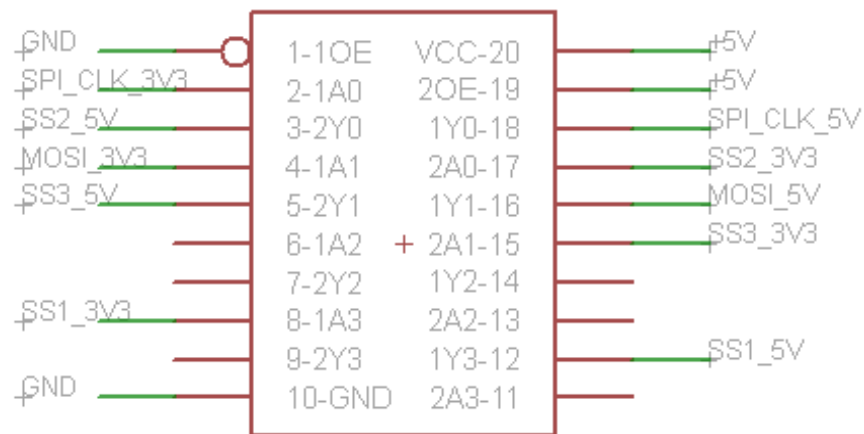 GND 1-1OE VCC-20 +5V
SPI_CLK_3V3 2-1A0 2OE-19 +5V
SS2_5V 3-2Y0 1Y0-18 SPI_CLK_5V
MOSI_3V3 4-1A1 2A0-17 SS2_3V3
SS3_5V 5-2Y1 1Y1-16 MOSI_5V
6-1A2 2A1-15 SS3_3V3
7-2Y2 1Y2-14
SS1_3V3 8-1A3 2A2-13
9-2Y3 1Y3-12 SS1_5V
GND 10-GND 2A3-11